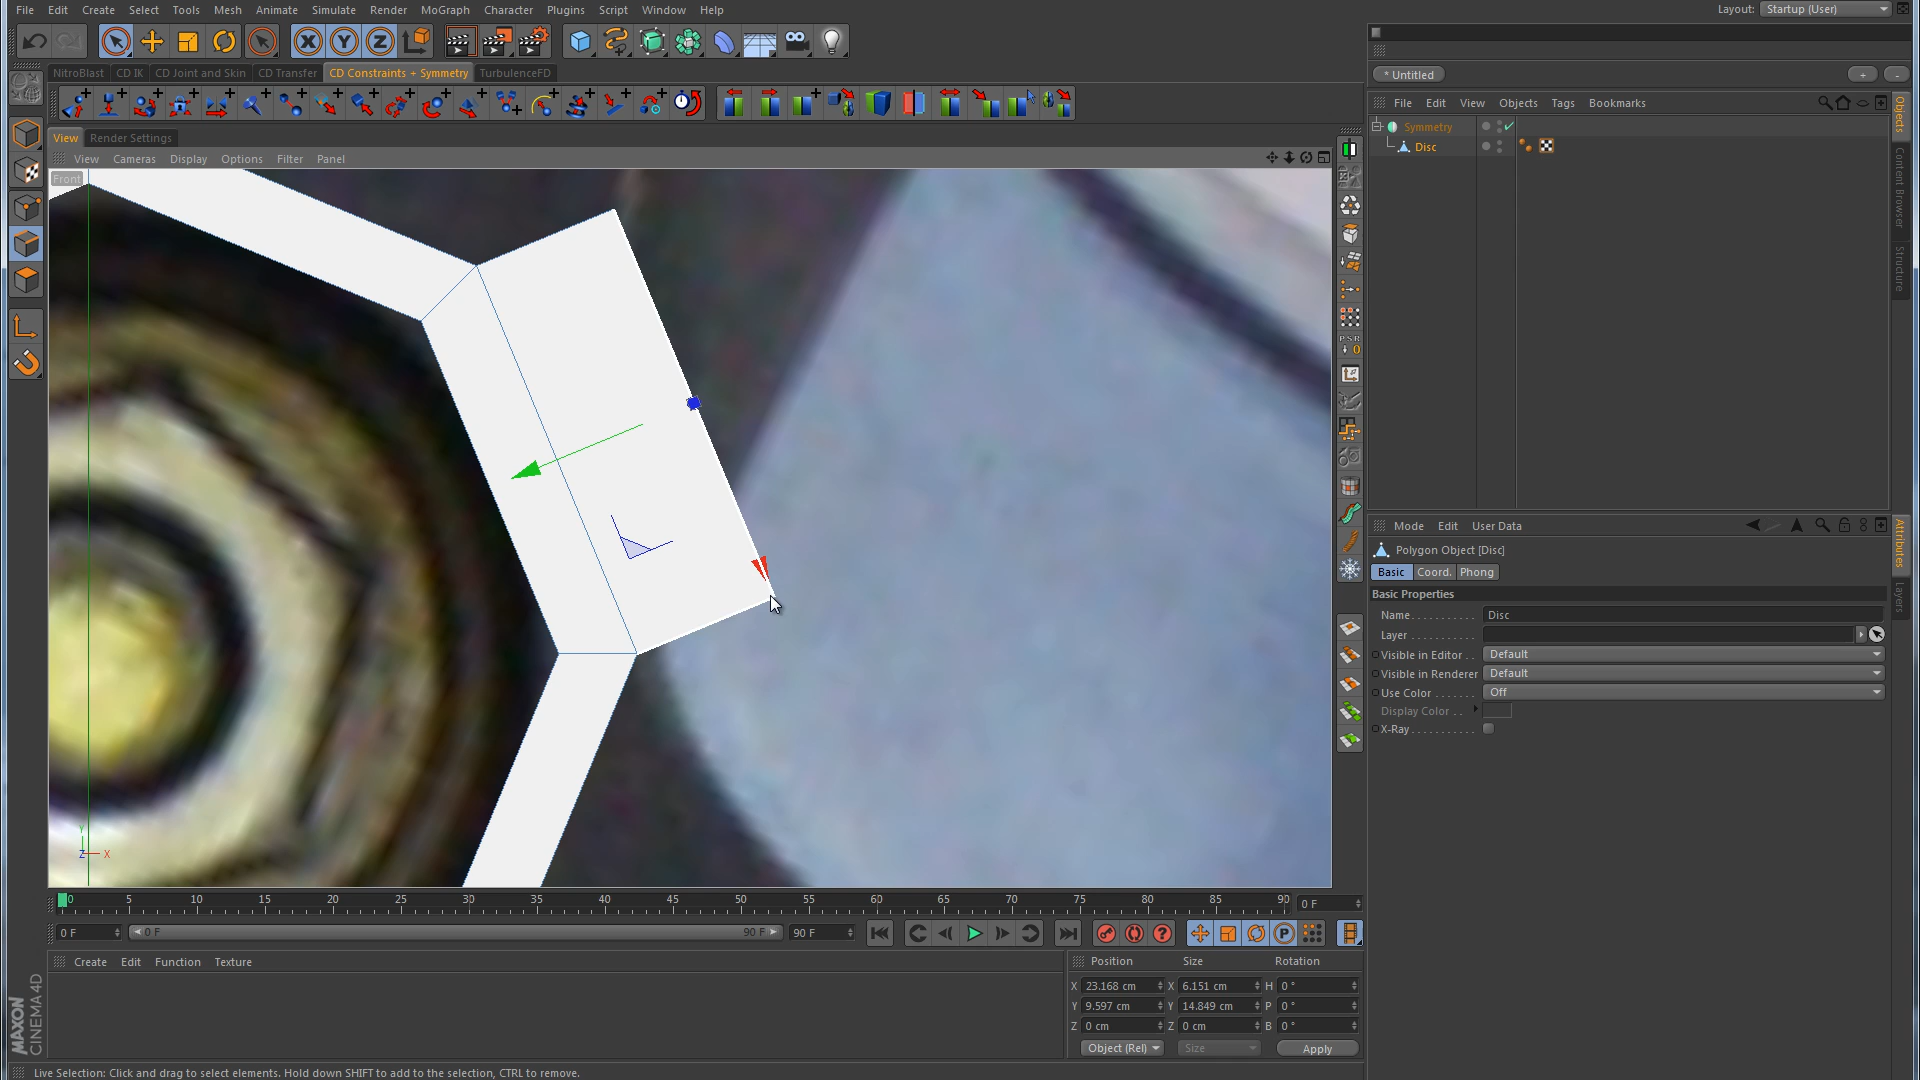 File Edit Create Select Tools Mesh Animate Simulate Render MoGraph Character Plugins Script Window Help
Layout: Startup (User)
* Untitled + -
NitroBlast CD IK CD Joint and Skin CD Transfer CD Constraints + Symmetry TurbulenceFD
File Edit View Objects Tags Bookmarks
Symmetry
Disc
View Render Settings
View Cameras Display Options Filter Panel
Front
X Y Z
PSR
0
Objects
Content Browser
Structure
Mode Edit User Data
Attributes
Layers
Polygon Object [Disc]
Basic Coord. Phong
Basic Properties
Name........... Disc
Layer ...........
Visible in Editor .. Default
Visible in Renderer Default
Use Color ....... Off
Display Color ..
X-Ray...........
Y
Z X
0 5 10 15 20 25 30 35 40 45 50 55 60 65 70 75 80 85 90 0 F
0 F 0 F 90 F 90 F
Create Edit Function Texture
Position Size Rotation
X 23.168 cm X 6.151 cm H 0 °
Y 9.597 cm Y 14.849 cm P 0 °
Z 0 cm Z 0 cm B 0 °
Object (Rel) Size Apply
MAXON
CINEMA 4D
Live Selection: Click and drag to select elements. Hold down SHIFT to add to the selection, CTRL to remove.